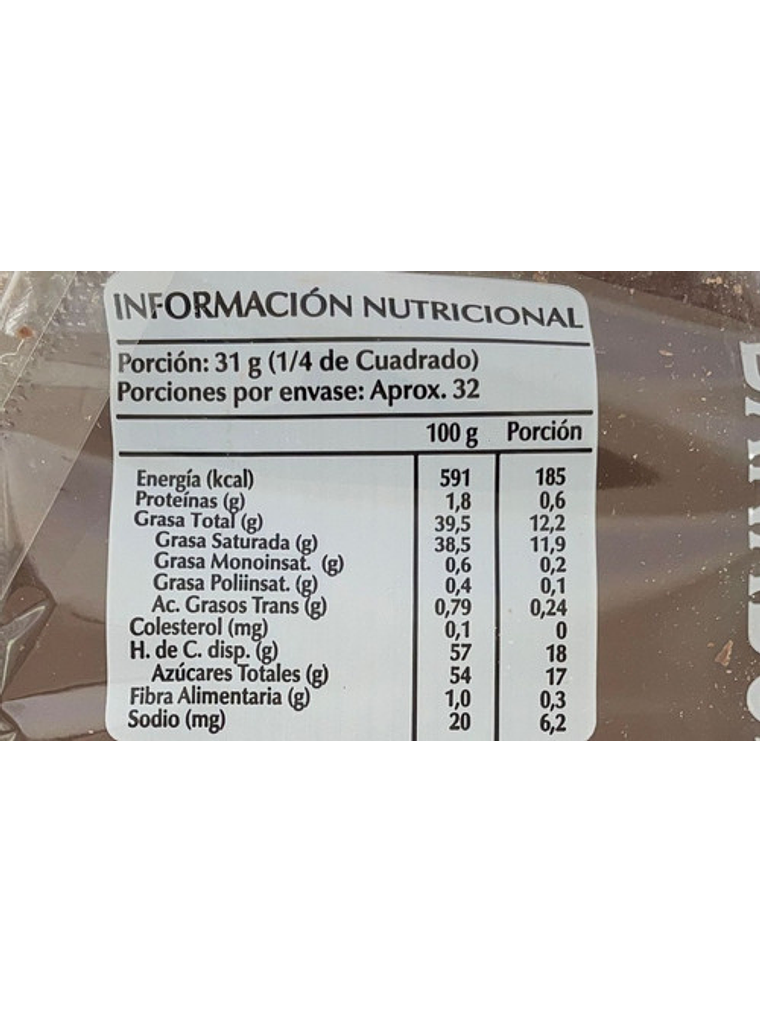 INFORMACIÓN NUTRICIONAL
Porción: 31 g (1/4 de Cuadrado)
Porciones por envase: Aprox. 32
100 g Porción
Energía (kcal) 591 185
Proteínas (g) 1,8 0,6
Grasa Total (g) 39,5 12,2
Grasa Saturada (g) 38,5 11,9
Grasa Monoinsat. (g) 0,6 0,2
Grasa Poliinsat. (g) 0,4 0,1
Ac. Grasos Trans (g) 0,79 0,24
Colesterol (mg) 0,1 0
H. de C. disp. (g) 57 18
Azúcares Totales (g) 54 17
Fibra Alimentaria (g) 1,0 0,3
Sodio (mg) 20 6,2